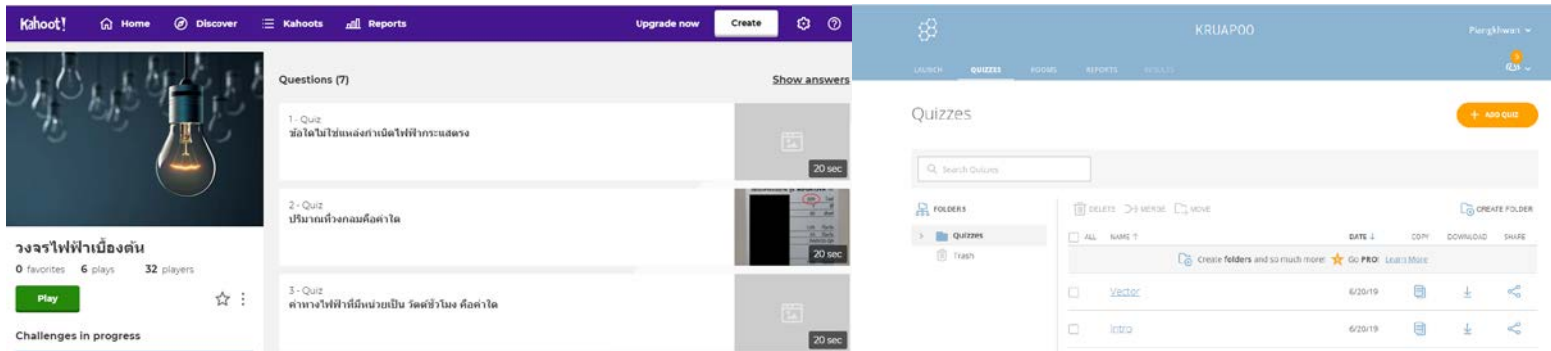 Kahoot!
Home
Discover
Kahoots
Reports
Upgrade now
Create
วงจรไฟฟ้าเบื้องต้น
0 favorites 6 plays 32 players
Play
Challenges in progress
Questions (7)
Show answers
1 - Quiz
ข้อใดไม่ใช่แหล่งกำเนิดไฟฟ้ากระแสตรง
20 sec
2 - Quiz
ปริมาณที่วงกลมคือค่าใด
20 sec
3 - Quiz
ค่าทางไฟฟ้าที่มีหน่วยเป็น วัตต์ชั่วโมง คือค่าใด
20 sec
KRUAPOO
LAUNCH QUIZZES ROOMS REPORTS RESULTS
Quizzes
+ ADD QUIZ
Search Quizzes
FOLDERS
Quizzes
Trash
DELETE MERGE MOVE
CREATE FOLDER
ALL NAME ↑ DATE ↓ COPY DOWNLOAD SHARE
Create folders and so much more! Go PRO! Learn More
Vector 6/20/19
Intro 6/20/19